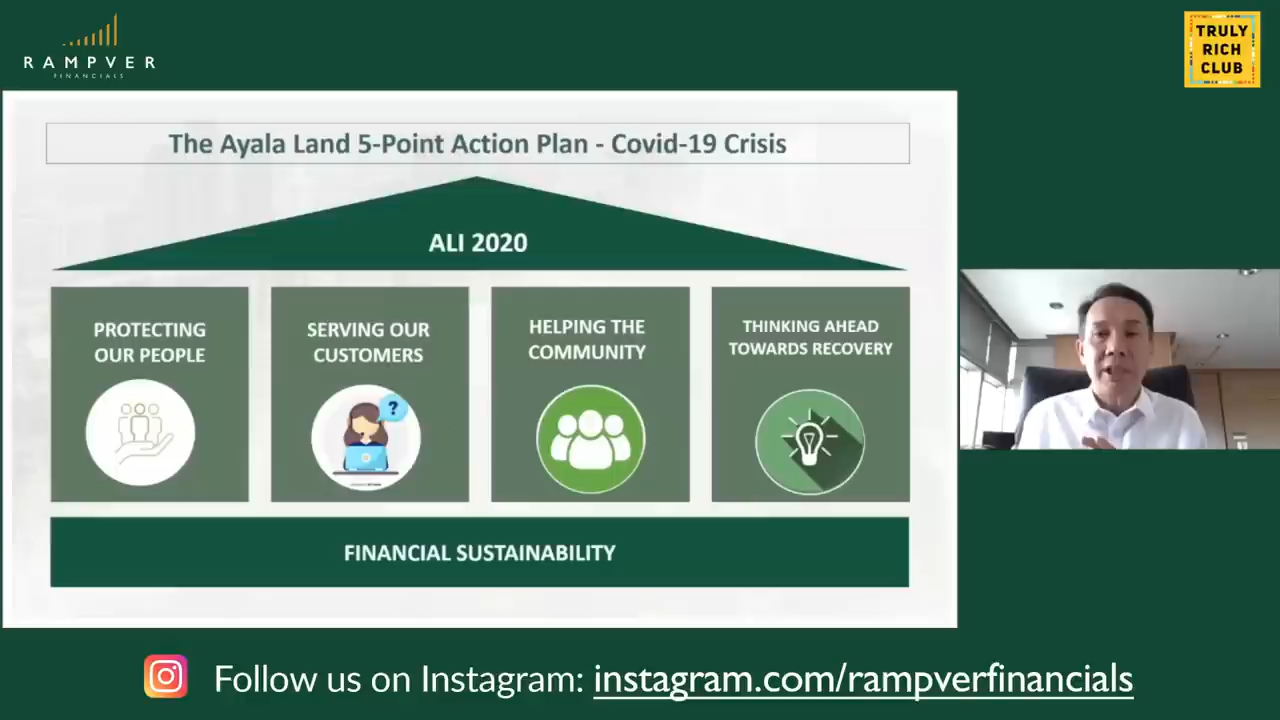 RAMPVER
FINANCIALS
TRULY
RICH
CLUB
The Ayala Land 5-Point Action Plan - Covid-19 Crisis
ALI 2020
PROTECTING
OUR PEOPLE
SERVING OUR
CUSTOMERS
?
HELPING THE
COMMUNITY
THINKING AHEAD
TOWARDS RECOVERY
FINANCIAL SUSTAINABILITY
Follow us on Instagram: instagram.com/rampverfinancials